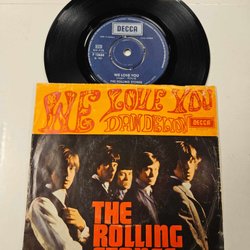 DECCA
WE LOVE YOU
THE ROLLING STONES
WE LOVE YOU
DANDELION
DECCA
THE
ROLLING